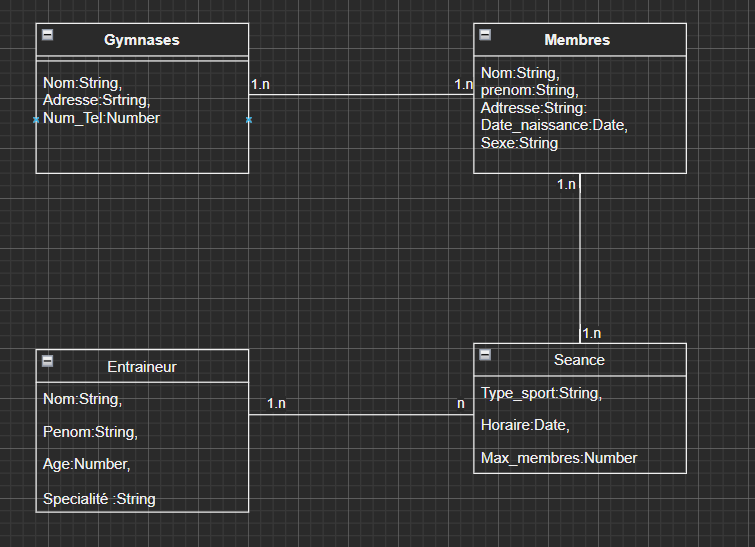 Gymnases
Nom:String,
Adresse:Srtring,
Num_Tel:Number
1.n
1.n
Membres
Nom:String,
prenom:String,
Adtresse:String:
Date_naissance:Date,
Sexe:String
1.n
1.n
Entraineur
Nom:String,
Penom:String,
Age:Number,
Specialité :String
1.n
n
Seance
Type_sport:String,
Horaire:Date,
Max_membres:Number